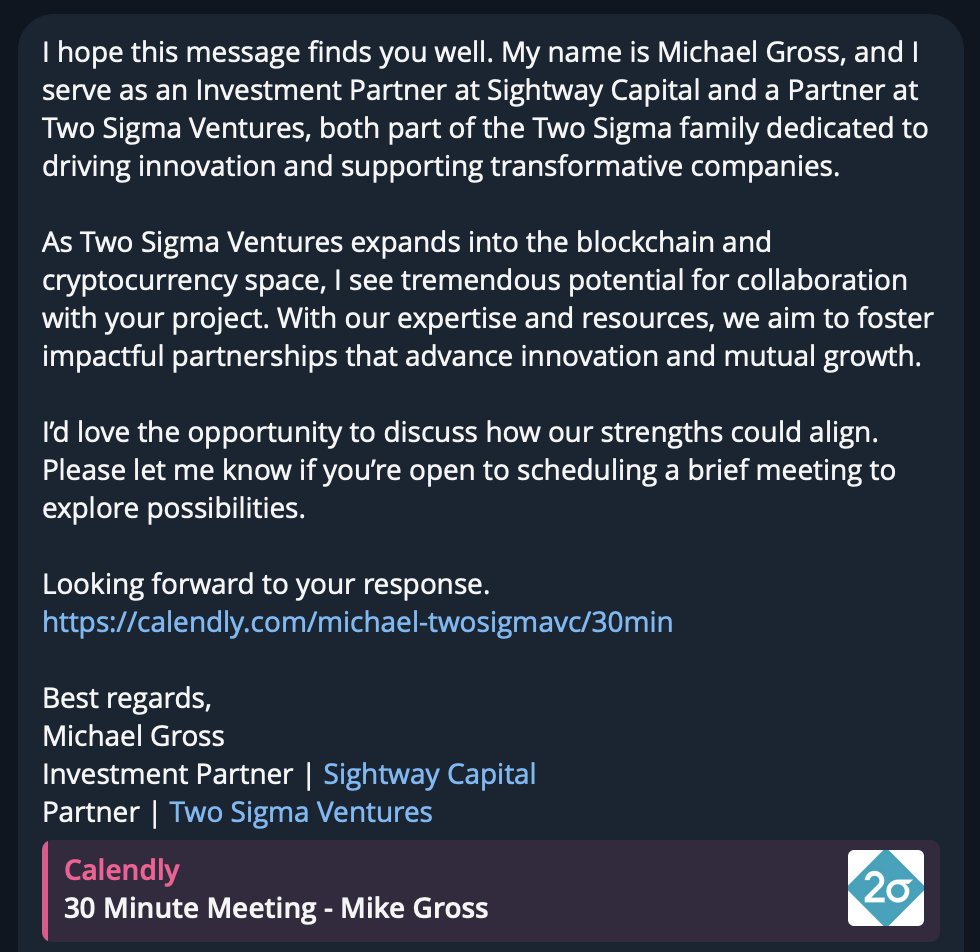 I hope this message finds you well. My name is Michael Gross, and I
serve as an Investment Partner at Sightway Capital and a Partner at
Two Sigma Ventures, both part of the Two Sigma family dedicated to
driving innovation and supporting transformative companies.
As Two Sigma Ventures expands into the blockchain and
cryptocurrency space, I see tremendous potential for collaboration
with your project. With our expertise and resources, we aim to foster
impactful partnerships that advance innovation and mutual growth.
I’d love the opportunity to discuss how our strengths could align.
Please let me know if you’re open to scheduling a brief meeting to
explore possibilities.
Looking forward to your response.
https://calendly.com/michael-twosigmavc/30min
Best regards,
Michael Gross
Investment Partner | Sightway Capital
Partner | Two Sigma Ventures
Calendly
30 Minute Meeting - Mike Gross
2σ